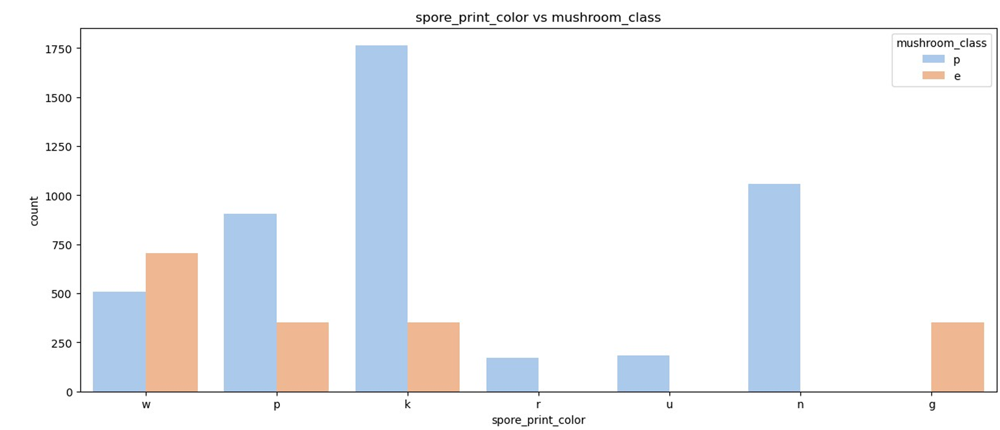 spore_print_color vs mushroom_class
mushroom_class
p
e
1750
1500
1250
1000
750
500
250
0
count
w p k r u n g
spore_print_color